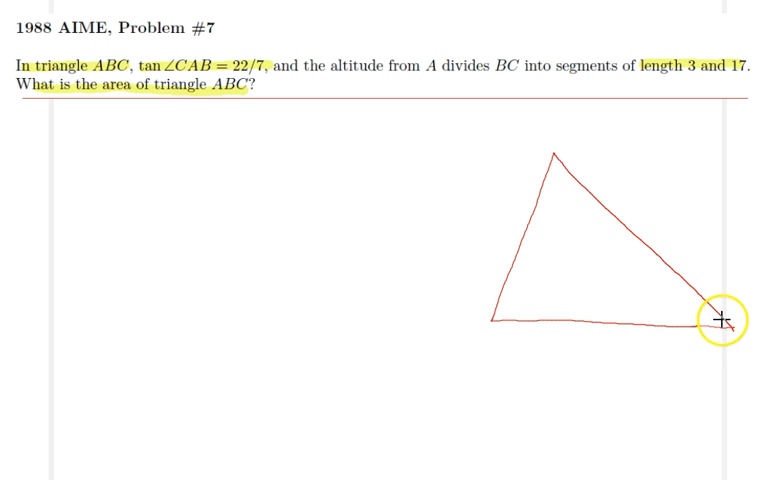 1988 AIME, Problem #7
In triangle ABC, tan ∠CAB = 22/7, and the altitude from A divides BC into segments of length 3 and 17.
What is the area of triangle ABC?